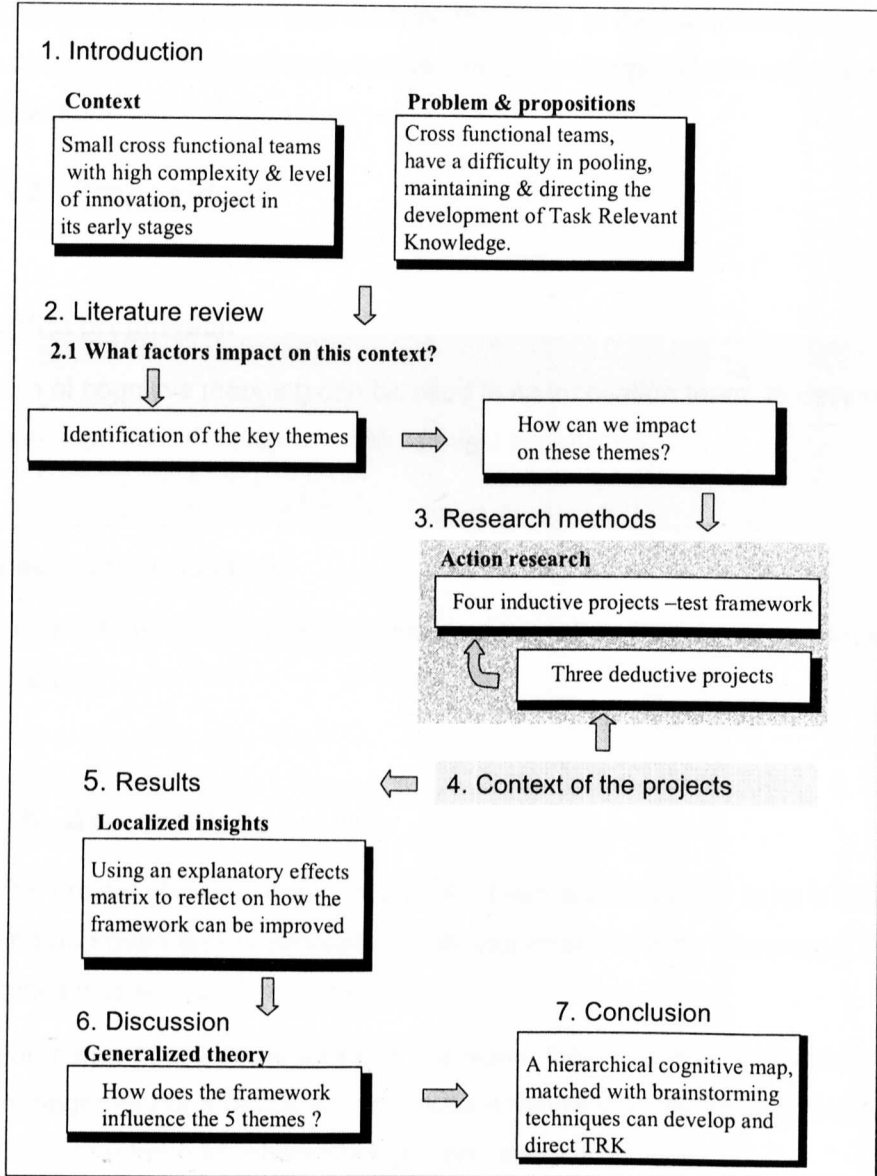 1. Introduction
Context
Small cross functional teams
with high complexity & level
of innovation, project in
its early stages
Problem & propositions
Cross functional teams,
have a difficulty in pooling,
maintaining & directing the
development of Task Relevant
Knowledge.
2. Literature review
2.1 What factors impact on this context?
Identification of the key themes
How can we impact
on these themes?
3. Research methods
Action research
Four inductive projects –test framework
Three deductive projects
4. Context of the projects
5. Results
Localized insights
Using an explanatory effects
matrix to reflect on how the
framework can be improved
6. Discussion
Generalized theory
How does the framework
influence the 5 themes ?
7. Conclusion
A hierarchical cognitive map,
matched with brainstorming
techniques can develop and
direct TRK